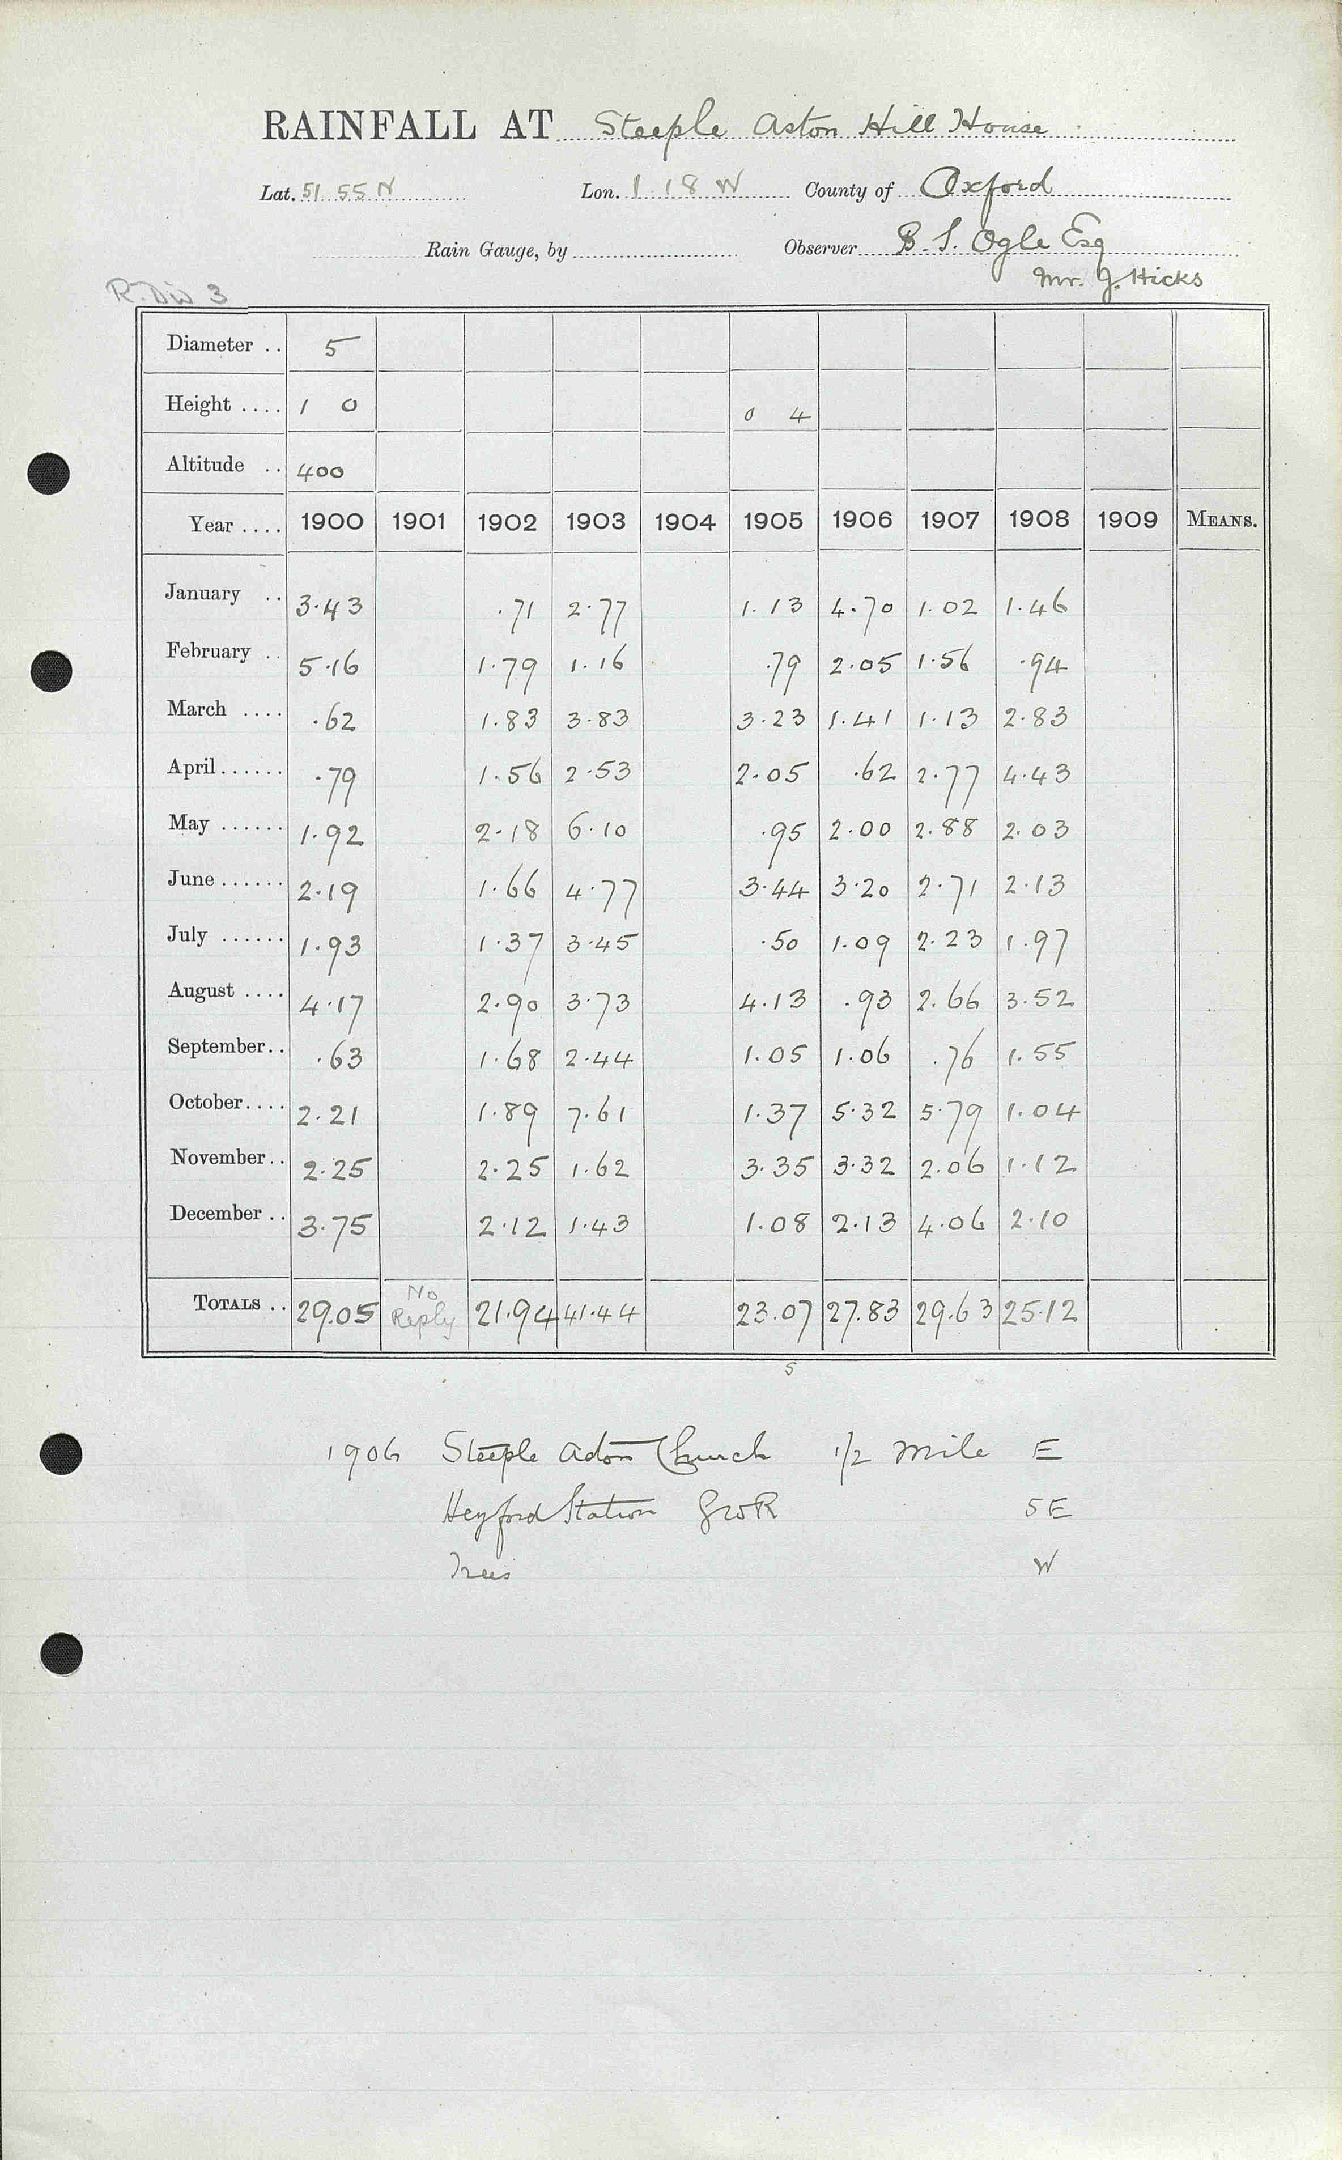 RAINFALL AT Steeple Aston Hill House
Lat. 51.55 N Lon. 1.18 W County of Oxford
Rain Gauge, by Observer B. S. Ogle Esq
Mr. J. Hicks
R. Div 3
Diameter .. 5
Height .... 1 0 0 4
Altitude .. 400
Year .... 1900 1901 1902 1903 1904 1905 1906 1907 1908 1909 MEANS.
January .. 3.43 .71 2.77 1.13 4.70 1.02 1.46
February .. 5.16 1.79 1.16 .79 2.05 1.56 .94
March .... .62 1.83 3.83 3.23 1.41 1.13 2.83
April...... .79 1.56 2.53 2.05 .62 2.77 4.43
May ...... 1.92 2.18 6.10 .95 2.00 2.88 2.03
June...... 2.19 1.66 4.77 3.44 3.20 2.71 2.13
July ...... 1.93 1.37 3.45 .50 1.09 2.23 1.97
August .... 4.17 2.90 3.73 4.13 .93 2.66 3.52
September.. .63 1.68 2.44 1.05 1.06 .76 1.55
October.... 2.21 1.89 7.61 1.37 5.32 5.79 1.04
November.. 2.25 2.25 1.62 3.35 3.32 2.06 1.12
December .. 3.75 2.12 1.43 1.08 2.13 4.06 2.10
TOTALS .. 29.05 No Reply 21.94 41.44 23.07 27.83 29.63 25.12
5
1906 Steeple Aston Church 1/2 Mile E
Heyford Station GWR SE
Trees W